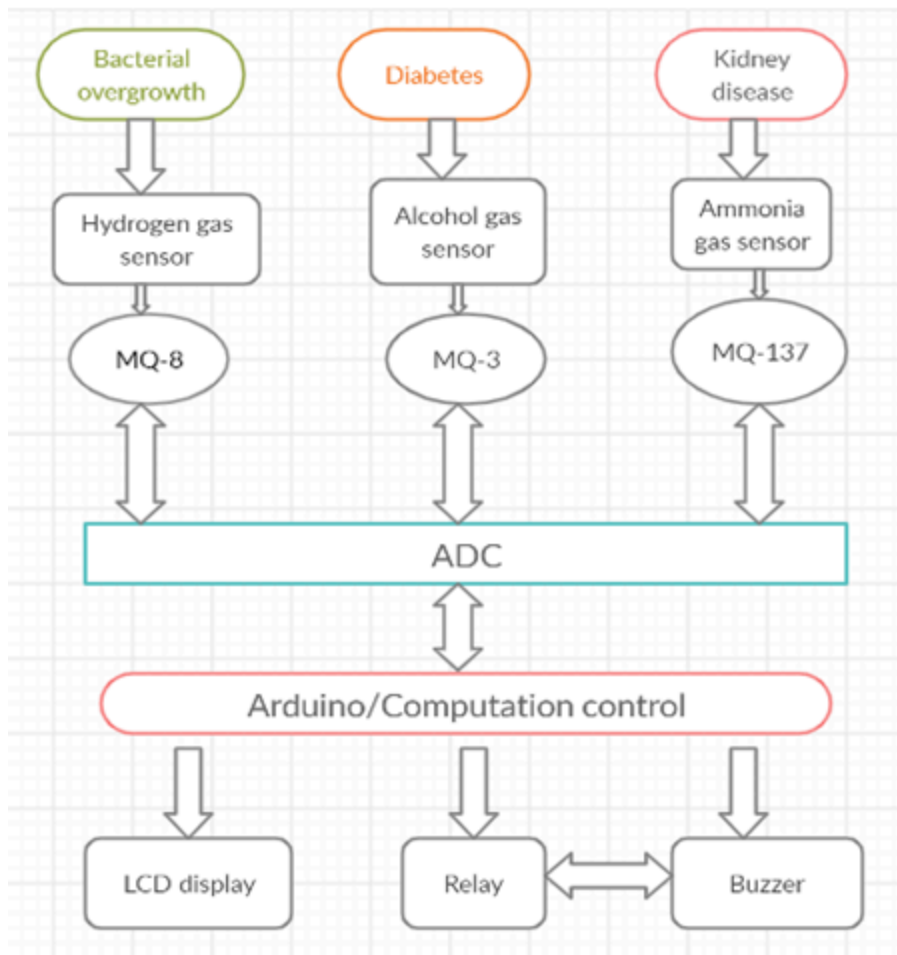 Bacterial
overgrowth
Diabetes
Kidney
disease
Hydrogen gas
sensor
Alcohol gas
sensor
Ammonia
gas sensor
MQ-8
MQ-3
MQ-137
ADC
Arduino/Computation control
LCD display
Relay
Buzzer